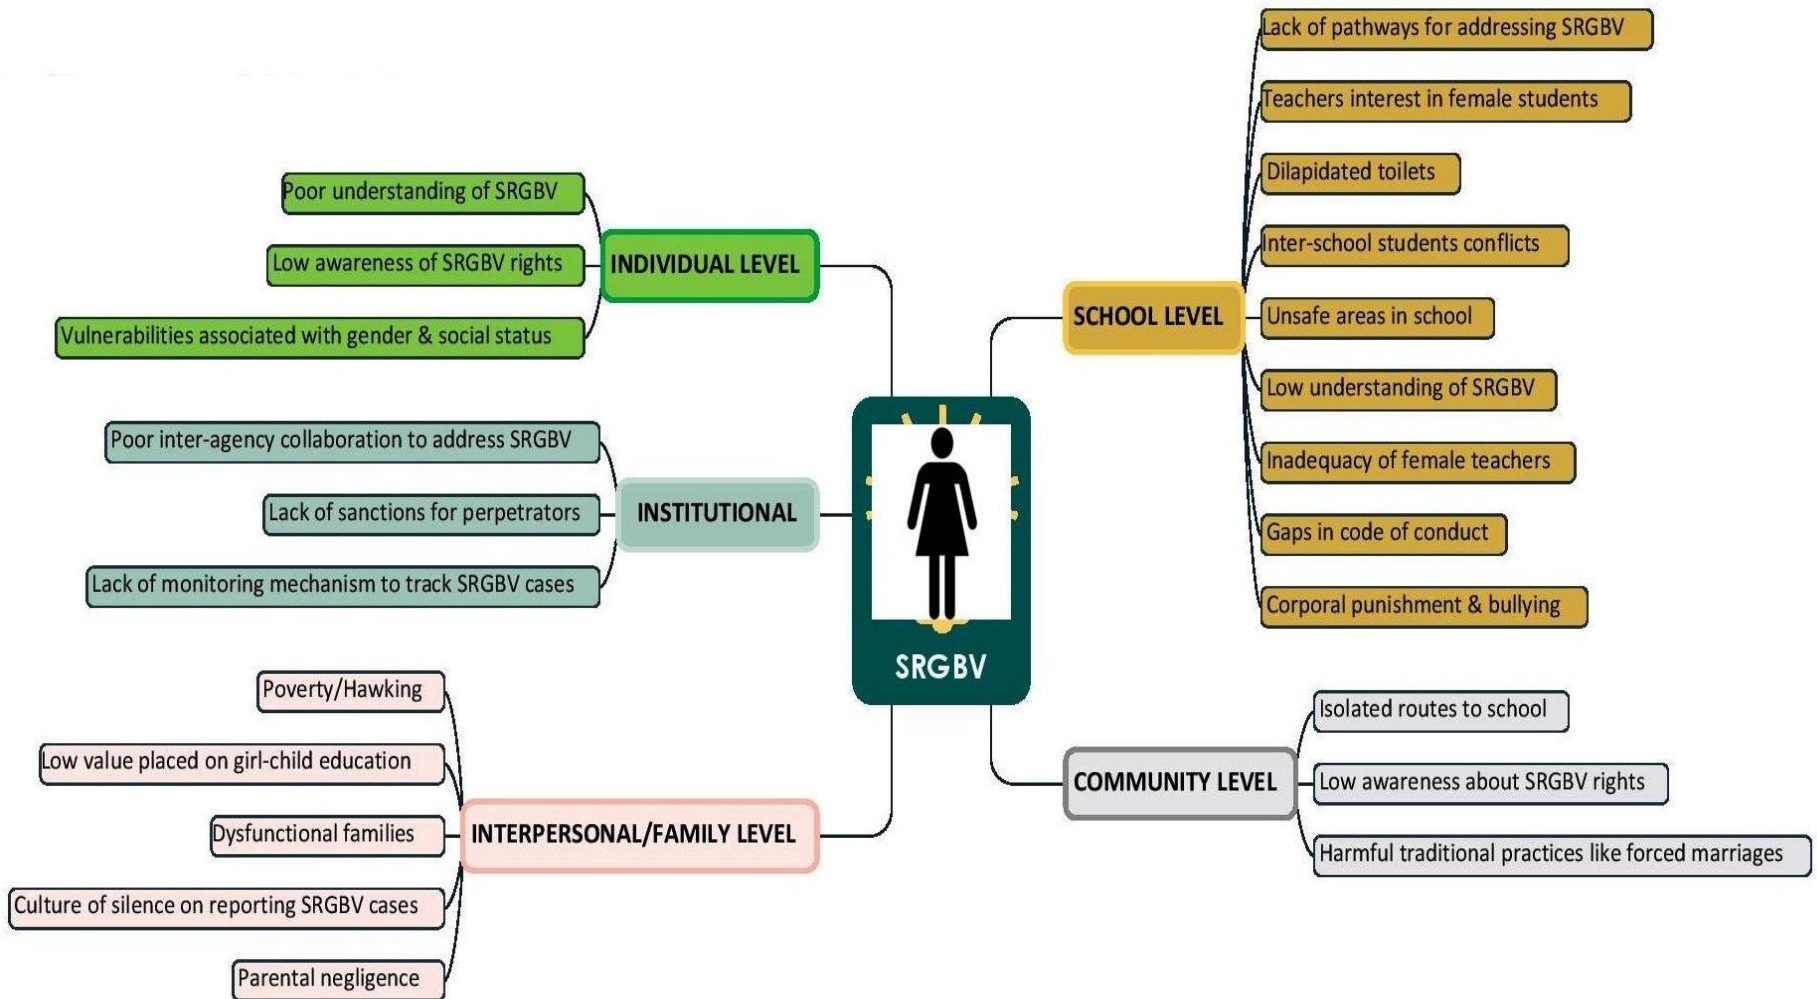 Poor understanding of SRGBV
Low awareness of SRGBV rights
Vulnerabilities associated with gender & social status
INDIVIDUAL LEVEL
Poor inter-agency collaboration to address SRGBV
Lack of sanctions for perpetrators
Lack of monitoring mechanism to track SRGBV cases
INSTITUTIONAL
Poverty/Hawking
Low value placed on girl-child education
Dysfunctional families
Culture of silence on reporting SRGBV cases
Parental negligence
INTERPERSONAL/FAMILY LEVEL
SRGBV
SCHOOL LEVEL
Lack of pathways for addressing SRGBV
Teachers interest in female students
Dilapidated toilets
Inter-school students conflicts
Unsafe areas in school
Low understanding of SRGBV
Inadequacy of female teachers
Gaps in code of conduct
Corporal punishment & bullying
COMMUNITY LEVEL
Isolated routes to school
Low awareness about SRGBV rights
Harmful traditional practices like forced marriages